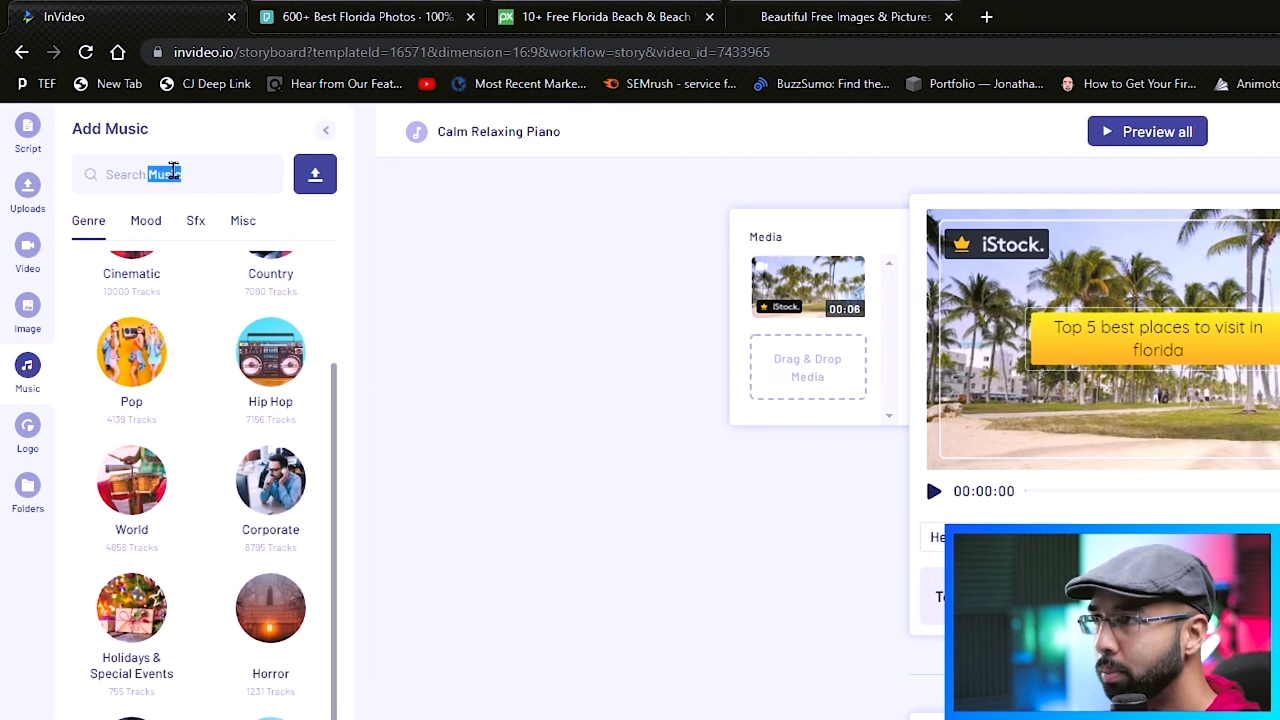 InVideo
600+ Best Florida Photos · 100%
10+ Free Florida Beach & Beach
Beautiful Free Images & Pictures
invideo.io/storyboard?templateId=16571&dimension=16:9&workflow=story&video_id=7433965
TEF
New Tab
CJ Deep Link
Hear from Our Feat...
Most Recent Marke...
SEMrush - service f...
BuzzSumo: Find the...
Portfolio — Jonatha...
How to Get Your Fir...
Animoto
Script
Uploads
Video
Image
Music
Logo
Folders
Add Music
Search Music
Genre
Mood
Sfx
Misc
Cinematic
10000 Tracks
Country
7090 Tracks
Pop
4139 Tracks
Hip Hop
7156 Tracks
World
4658 Tracks
Corporate
8795 Tracks
Holidays &
Special Events
755 Tracks
Horror
1231 Tracks
Calm Relaxing Piano
Preview all
Media
iStock.
00:06
Drag & Drop
Media
iStock.
Top 5 best places to visit in
florida
00:00:00